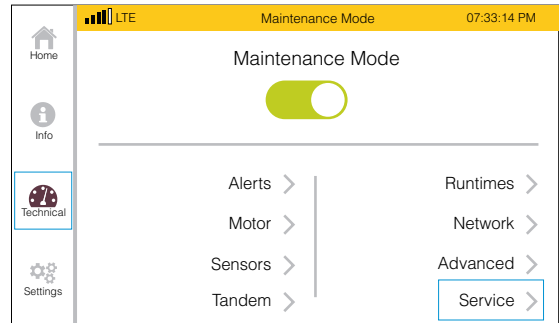 LTE Maintenance Mode 07:33:14 PM
Home
Info
Technical
Settings
Maintenance Mode
Alerts
Motor
Sensors
Tandem
Runtimes
Network
Advanced
Service